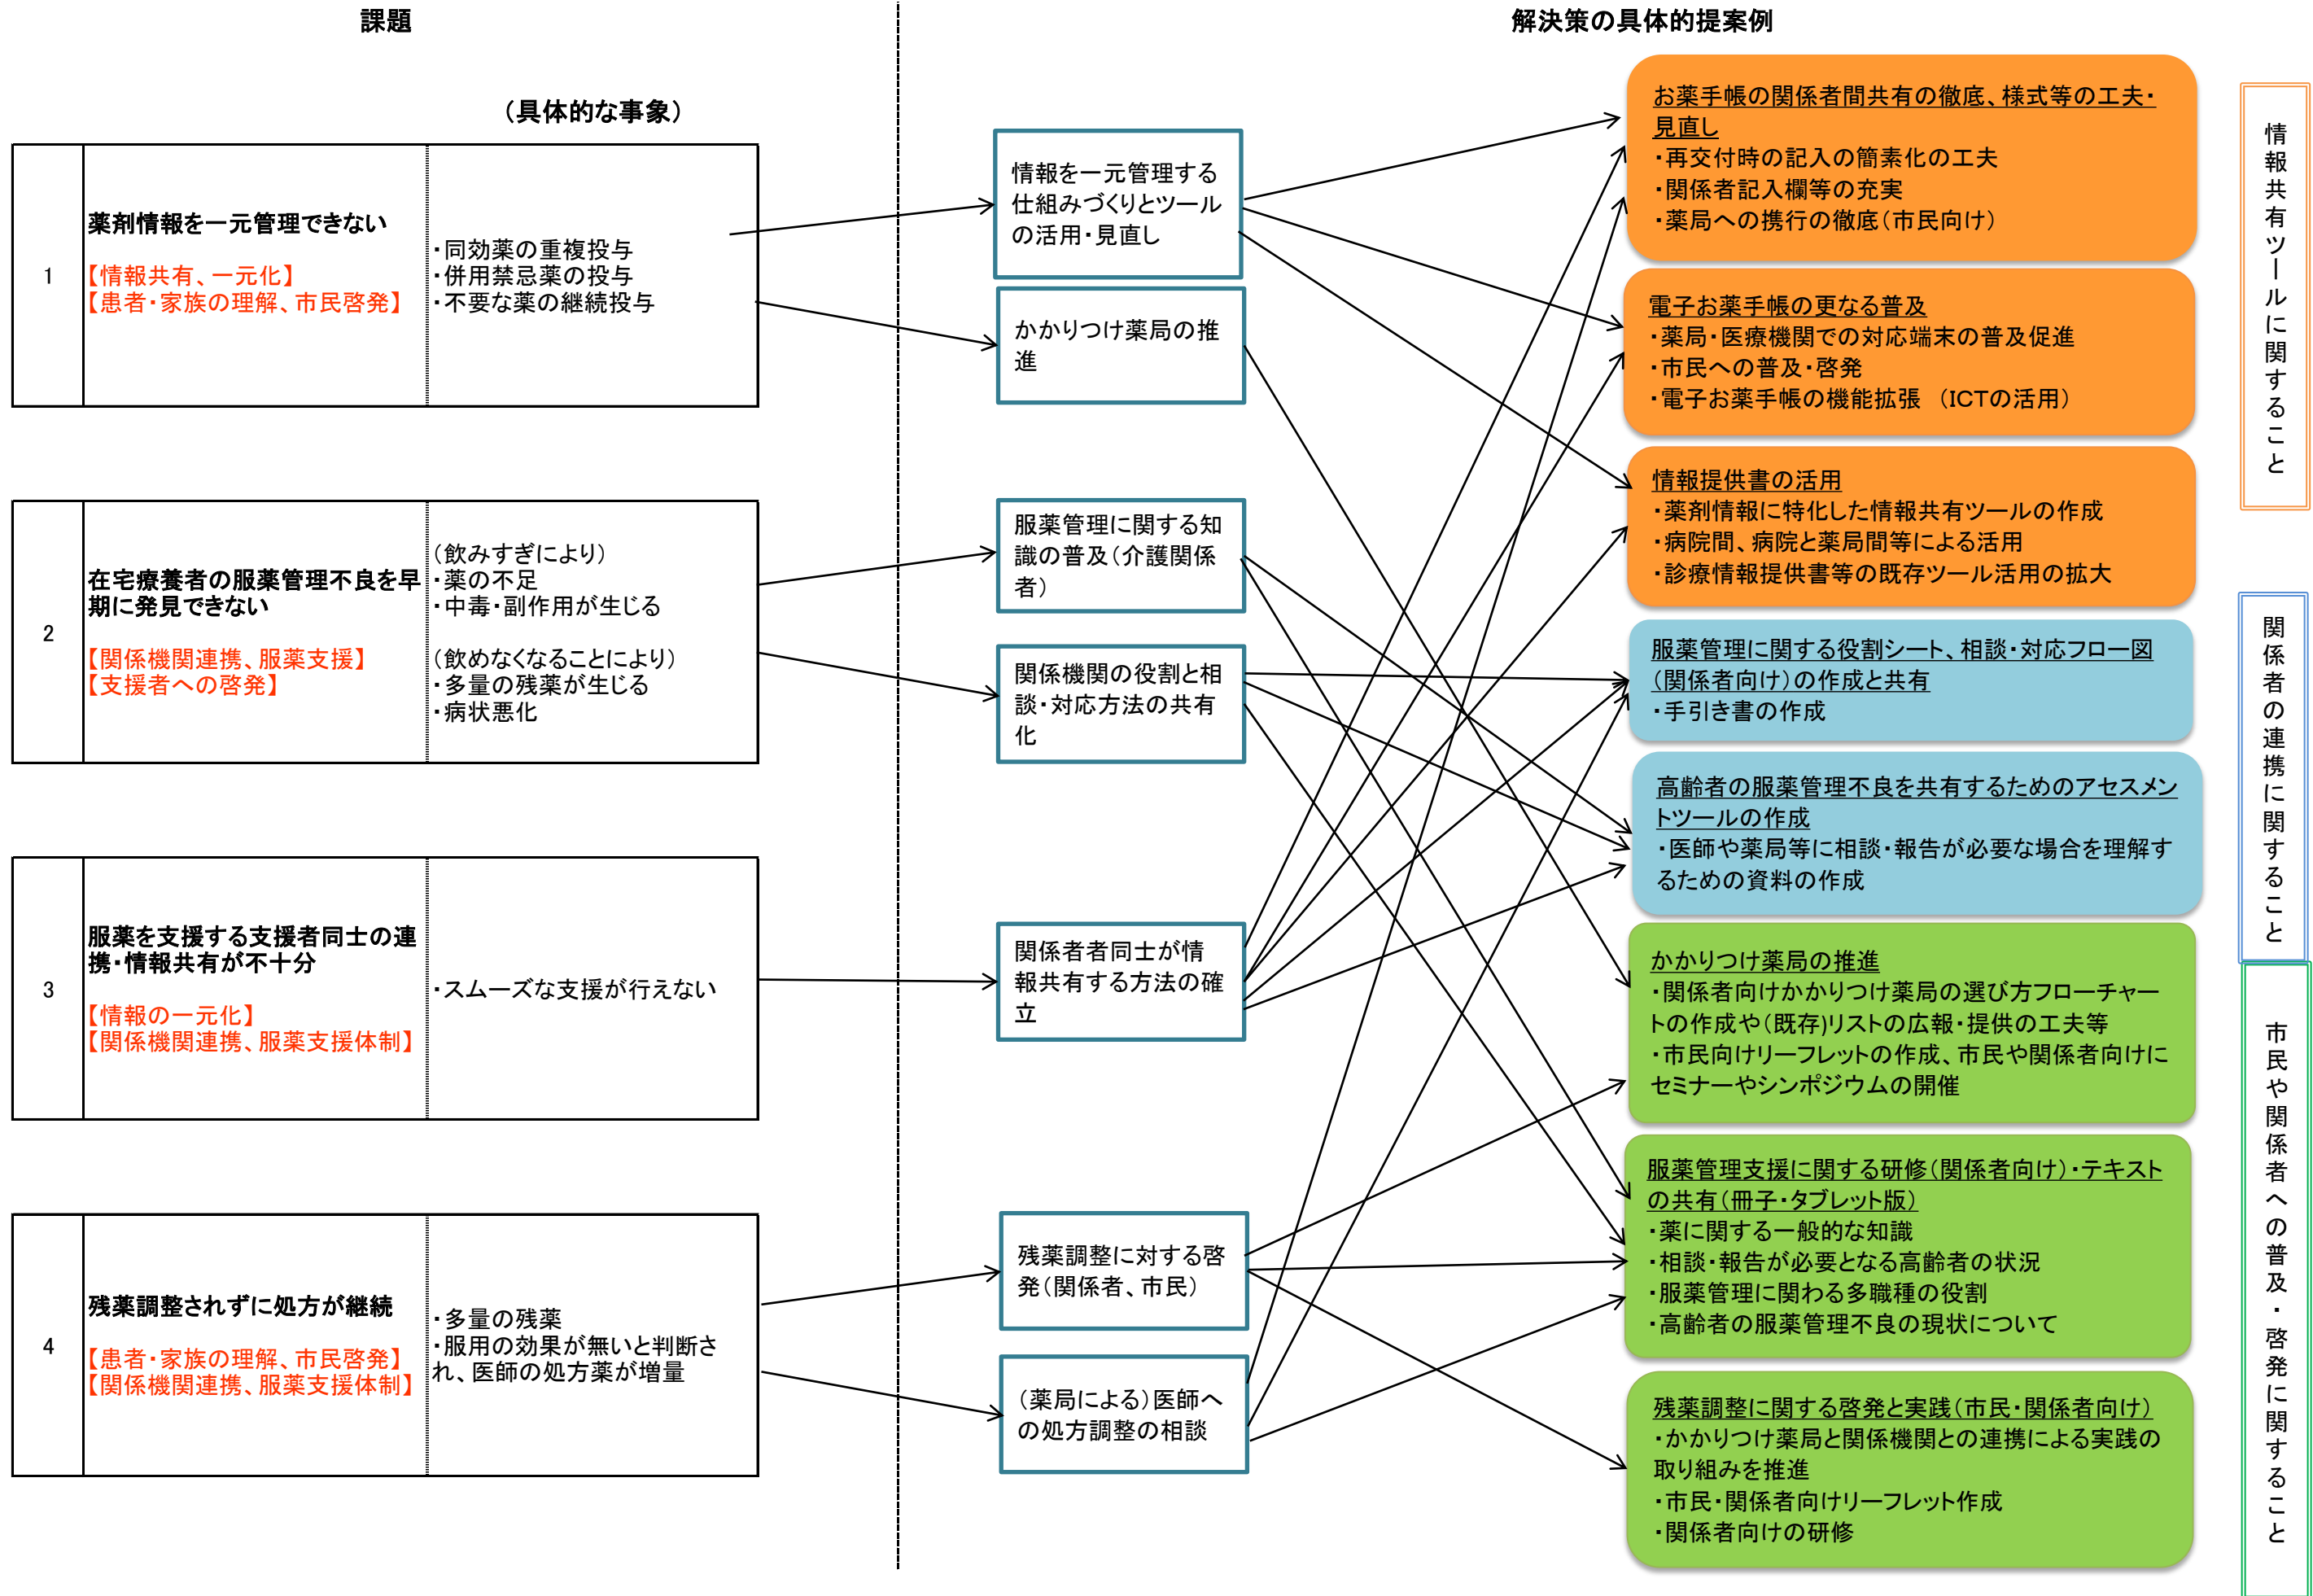 課題
解決策の具体的提案例
（具体的な事象）
1
薬剤情報を一元管理できない
【情報共有、一元化】
【患者・家族の理解、市民啓発】
・同効薬の重複投与
・併用禁忌薬の投与
・不要な薬の継続投与
2
在宅療養者の服薬管理不良を早
期に発見できない
【関係機関連携、服薬支援】
【支援者への啓発】
（飲みすぎにより）
・薬の不足
・中毒・副作用が生じる
（飲めなくなることにより）
・多量の残薬が生じる
・病状悪化
3
服薬を支援する支援者同士の連
携・情報共有が不十分
【情報の一元化】
【関係機関連携、服薬支援体制】
・スムーズな支援が行えない
4
残薬調整されずに処方が継続
【患者・家族の理解、市民啓発】
【関係機関連携、服薬支援体制】
・多量の残薬
・服用の効果が無いと判断さ
れ、医師の処方薬が増量
情報を一元管理する
仕組みづくりとツール
の活用・見直し
かかりつけ薬局の推
進
服薬管理に関する知
識の普及（介護関係
者）
関係機関の役割と相
談・対応方法の共有
化
関係者者同士が情
報共有する方法の確
立
残薬調整に対する啓
発（関係者、市民）
（薬局による）医師へ
の処方調整の相談
お薬手帳の関係者間共有の徹底、様式等の工夫・
見直し
・再交付時の記入の簡素化の工夫
・関係者記入欄等の充実
・薬局への携行の徹底（市民向け）
電子お薬手帳の更なる普及
・薬局・医療機関での対応端末の普及促進
・市民への普及・啓発
・電子お薬手帳の機能拡張　（ICTの活用）
情報提供書の活用
・薬剤情報に特化した情報共有ツールの作成
・病院間、病院と薬局間等による活用
・診療情報提供書等の既存ツール活用の拡大
服薬管理に関する役割シート、相談・対応フロー図
（関係者向け）の作成と共有
・手引き書の作成
高齢者の服薬管理不良を共有するためのアセスメン
トツールの作成
・医師や薬局等に相談・報告が必要な場合を理解す
るための資料の作成
かかりつけ薬局の推進
・関係者向けかかりつけ薬局の選び方フローチャー
トの作成や（既存)リストの広報・提供の工夫等
・市民向けリーフレットの作成、市民や関係者向けに
セミナーやシンポジウムの開催
服薬管理支援に関する研修（関係者向け）・テキスト
の共有（冊子・タブレット版）
・薬に関する一般的な知識
・相談・報告が必要となる高齢者の状況
・服薬管理に関わる多職種の役割
・高齢者の服薬管理不良の現状について
残薬調整に関する啓発と実践（市民・関係者向け）
・かかりつけ薬局と関係機関との連携による実践の
取り組みを推進
・市民・関係者向けリーフレット作成
・関係者向けの研修
情報共有ツールに関すること
関係者の連携に関すること
市民や関係者への普及・啓発に関すること